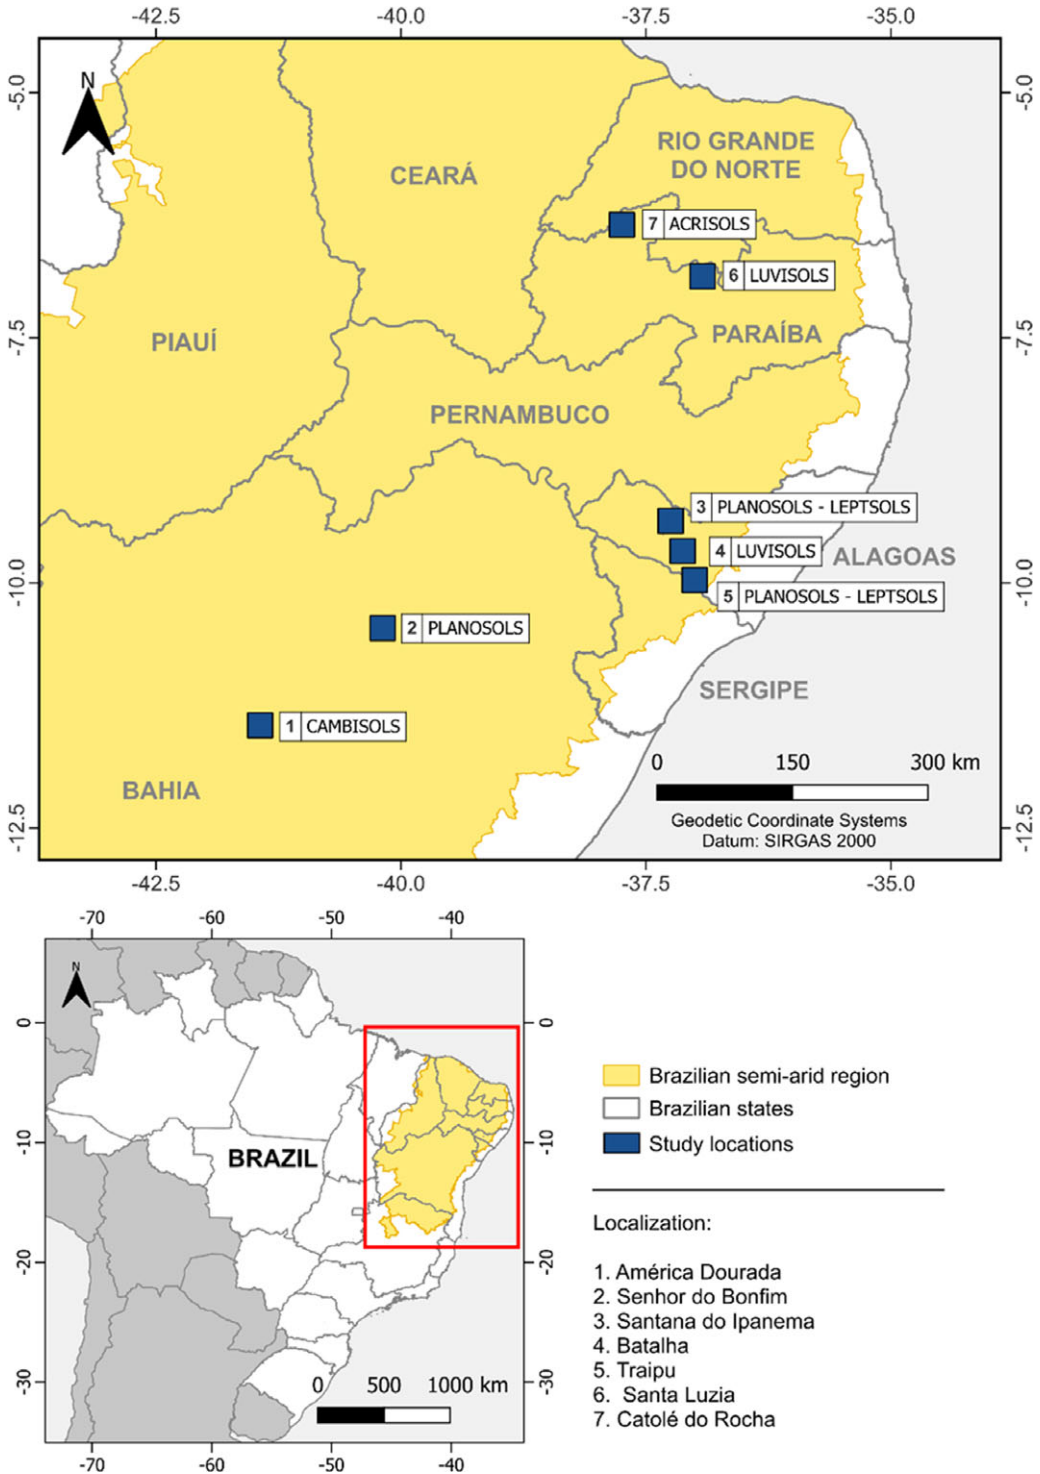 -42.5 -40.0 -37.5 -35.0
N
-5.0 -5.0
RIO GRANDE
DO NORTE
CEARÁ
7 ACRISOLS
6 LUVISOLS
PARAÍBA
-7.5 -7.5
PIAUÍ
PERNAMBUCO
3 PLANOSOLS - LEPTSOLS
4 LUVISOLS
ALAGOAS
-10.0 -10.0
5 PLANOSOLS - LEPTSOLS
2 PLANOSOLS
SERGIPE
1 CAMBISOLS
0 150 300 km
BAHIA
Geodetic Coordinate Systems
Datum: SIRGAS 2000
-12.5 -12.5
-42.5 -40.0 -37.5 -35.0
-70 -60 -50 -40
N
0 0
-10 -10
BRAZIL
-20 -20
-30 -30
0 500 1000 km
-70 -60 -50 -40
Brazilian semi-arid region
Brazilian states
Study locations
Localization:
1. América Dourada
2. Senhor do Bonfim
3. Santana do Ipanema
4. Batalha
5. Traipu
6. Santa Luzia
7. Catolé do Rocha